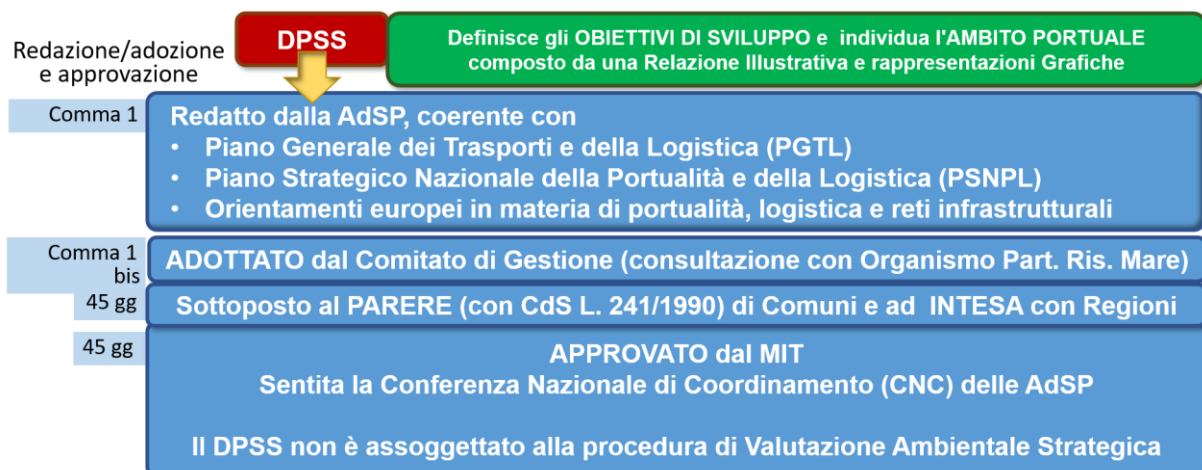 Redazione/adozione
e approvazione
DPSS
Definisce gli OBIETTIVI DI SVILUPPO e individua l'AMBITO PORTUALE
composto da una Relazione Illustrativa e rappresentazioni Grafiche
Comma 1
Redatto dalla AdSP, coerente con
• Piano Generale dei Trasporti e della Logistica (PGTL)
• Piano Strategico Nazionale della Portualità e della Logistica (PSNPL)
• Orientamenti europei in materia di portualità, logistica e reti infrastrutturali
Comma 1
bis
ADOTTATO dal Comitato di Gestione (consultazione con Organismo Part. Ris. Mare)
45 gg
Sottoposto al PARERE (con CdS L. 241/1990) di Comuni e ad INTESA con Regioni
45 gg
APPROVATO dal MIT
Sentita la Conferenza Nazionale di Coordinamento (CNC) delle AdSP
Il DPSS non è assoggettato alla procedura di Valutazione Ambientale Strategica